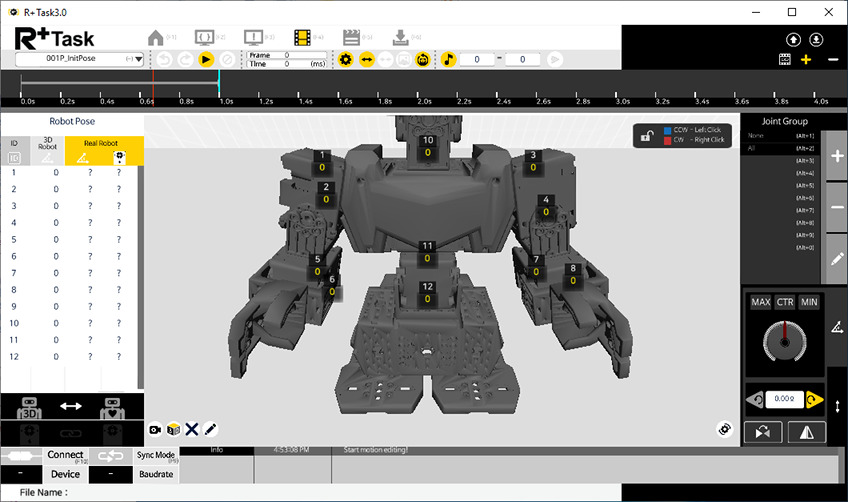 R+Task3.0
R+Task
(F1)
(F2)
(F3)
(F4)
(F5)
(F6)
001P_InitPose (-)
Frame 0
Time 0 (ms)
0 - 0
0.0s 0.2s 0.4s 0.6s 0.8s 1.0s 1.2s 1.4s 1.6s 1.8s 2.0s 2.2s 2.4s 2.6s 2.8s 3.0s 3.2s 3.4s 3.6s 3.8s 4.0s
Robot Pose
ID 3D Robot Real Robot
ID
1 0 ? ?
2 0 ? ?
3 0 ? ?
4 0 ? ?
5 0 ? ?
6 0 ? ?
7 0 ? ?
8 0 ? ?
9 0 ? ?
10 0 ? ?
11 0 ? ?
12 0 ? ?
3D
10
0
1
0
3
0
2
0
4
0
11
0
5
0
7
0
6
0
8
0
12
0
CCW - Left Click
CW - Right Click
Joint Group
None (Alt+1)
All (Alt+2)
(Alt+3)
(Alt+4)
(Alt+5)
(Alt+6)
(Alt+7)
(Alt+8)
(Alt+9)
(Alt+0)
MAX CTR MIN
0.00º
Connect (F10)
Sync Mode (F9)
- Device
- Baudrate
Info 4:53:08 PM Start motion editing!
File Name :